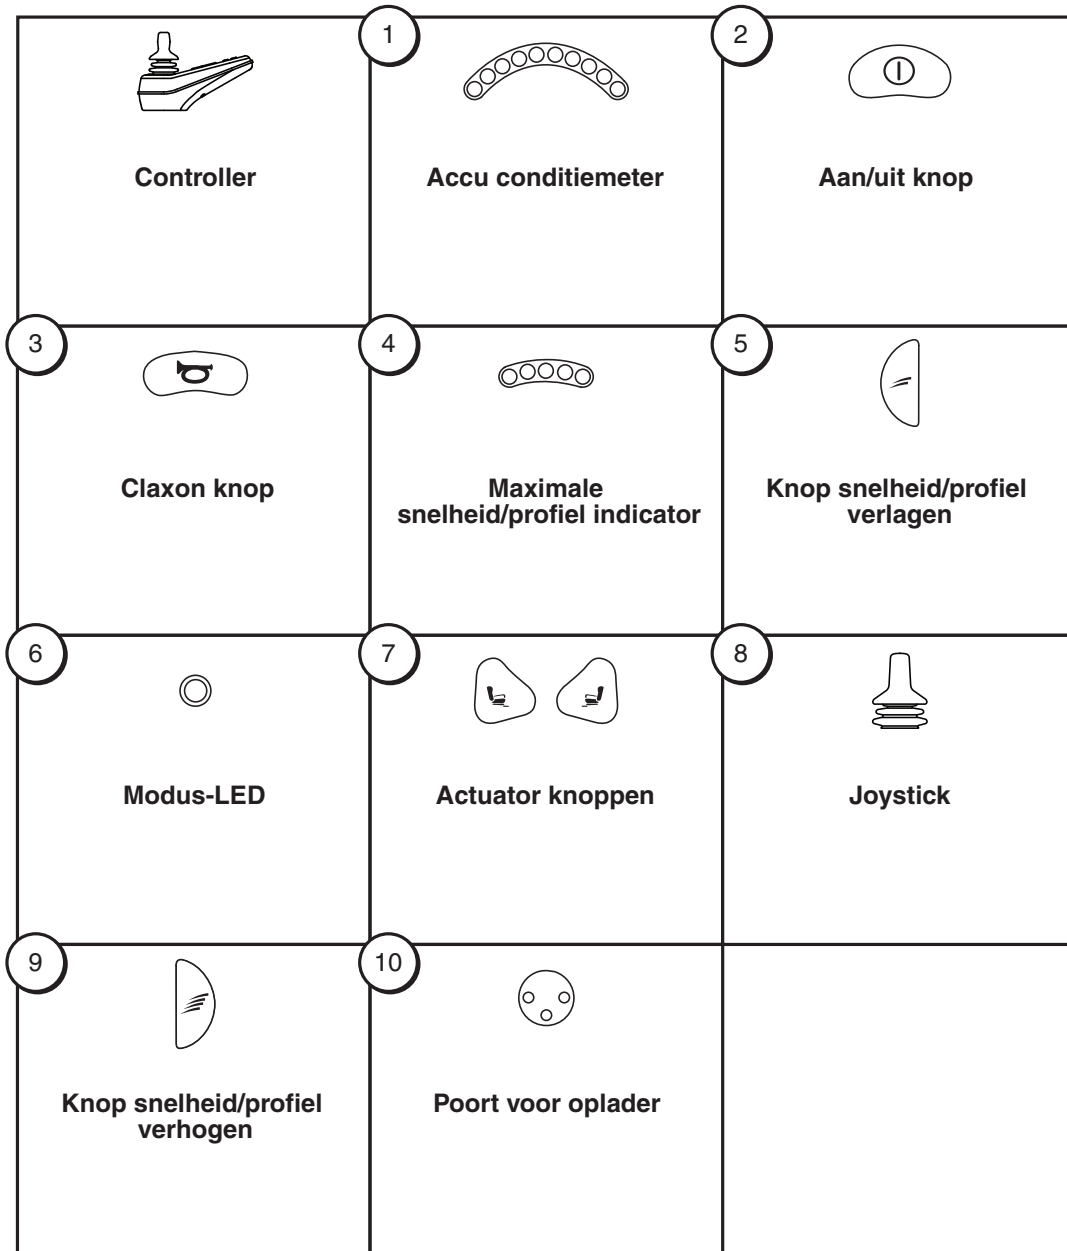 1
2
Controller
Accu conditiemeter
Aan/uit knop
3
4
5
Claxon knop
Maximale
snelheid/profiel indicator
Knop snelheid/profiel
verlagen
6
7
8
Modus-LED
Actuator knoppen
Joystick
9
10
Knop snelheid/profiel
verhogen
Poort voor oplader